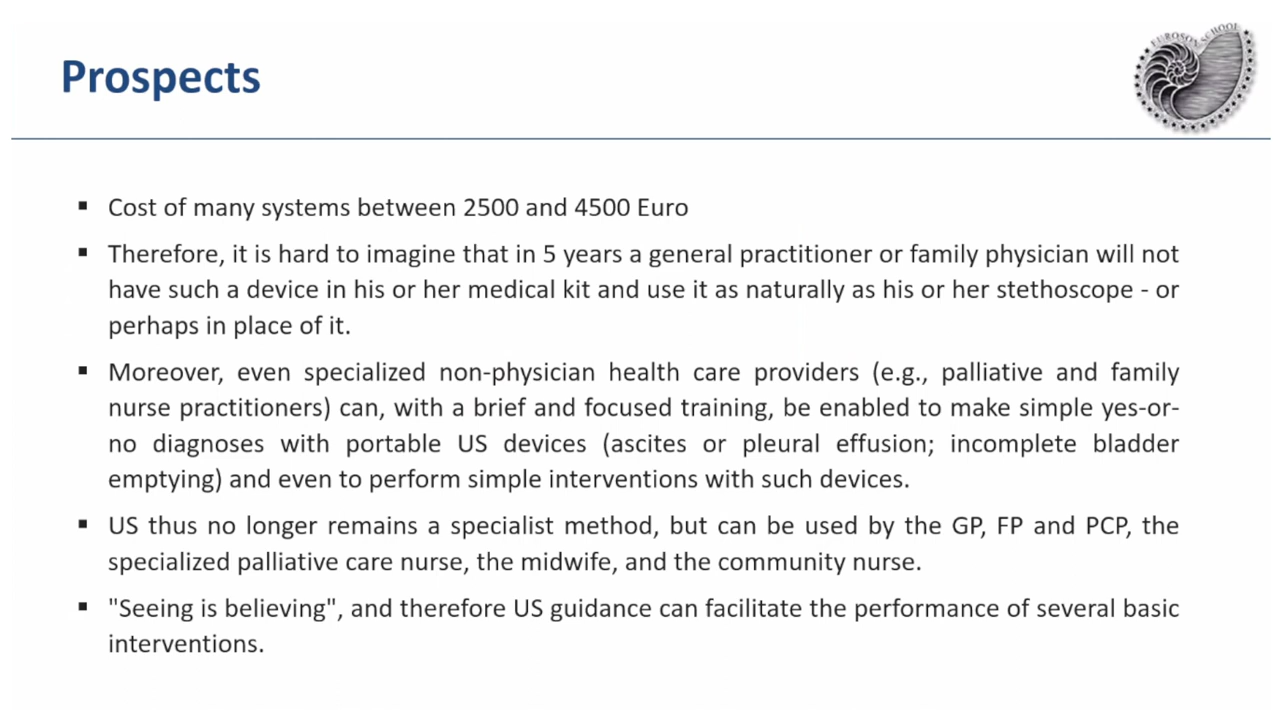 EUROSON SCHOOL
Prospects
▪ Cost of many systems between 2500 and 4500 Euro
▪ Therefore, it is hard to imagine that in 5 years a general practitioner or family physician will not
have such a device in his or her medical kit and use it as naturally as his or her stethoscope - or
perhaps in place of it.
▪ Moreover, even specialized non-physician health care providers (e.g., palliative and family
nurse practitioners) can, with a brief and focused training, be enabled to make simple yes-or-
no diagnoses with portable US devices (ascites or pleural effusion; incomplete bladder
emptying) and even to perform simple interventions with such devices.
▪ US thus no longer remains a specialist method, but can be used by the GP, FP and PCP, the
specialized palliative care nurse, the midwife, and the community nurse.
▪ "Seeing is believing", and therefore US guidance can facilitate the performance of several basic
interventions.